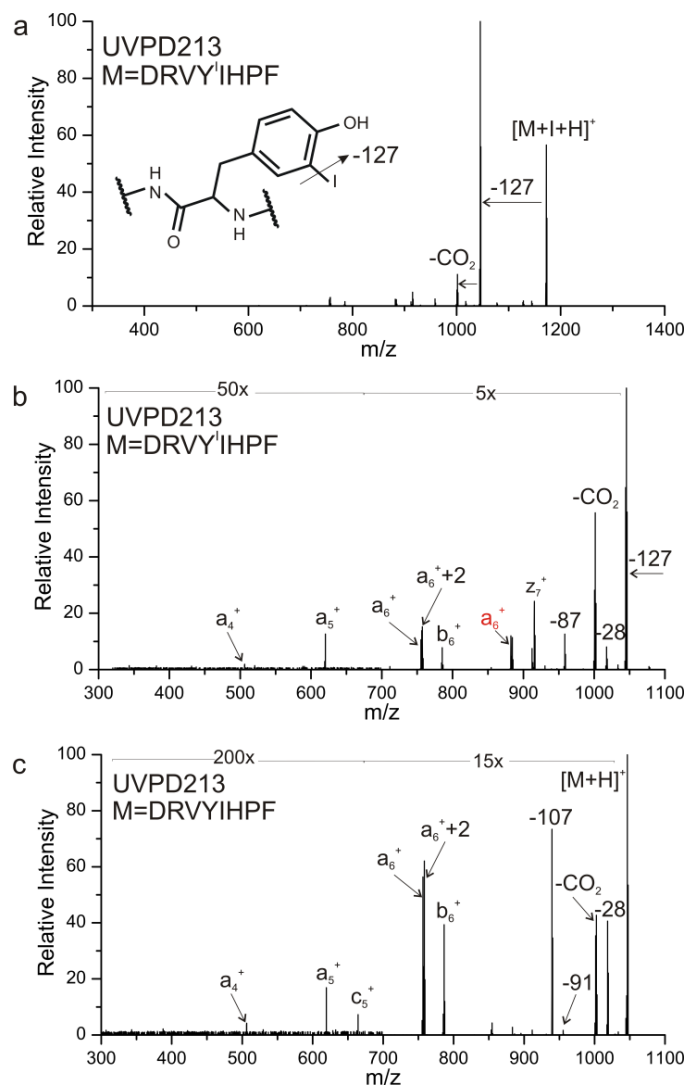 a
UVPD213
M=DRVYᴵIHPF
OH
I
-127
H
N
O
N
H
[M+I+H]⁺
-127
-CO₂
Relative Intensity
100
80
60
40
20
0
400 600 800 1000 1200 1400
m/z
b
50x 5x
UVPD213
M=DRVYᴵIHPF
-CO₂
-127
a₆⁺+2
z₇⁺
a₆⁺
a₆⁺
a₅⁺
b₆⁺
-87
-28
a₄⁺
Relative Intensity
100
80
60
40
20
0
300 400 500 600 700 800 900 1000 1100
m/z
c
200x 15x
UVPD213
M=DRVYIHPF
[M+H]⁺
-107
a₆⁺+2
a₆⁺
-CO₂
b₆⁺
-28
a₄⁺
a₅⁺
c₅⁺
-91
Relative Intensity
100
80
60
40
20
0
300 400 500 600 700 800 900 1000 1100
m/z